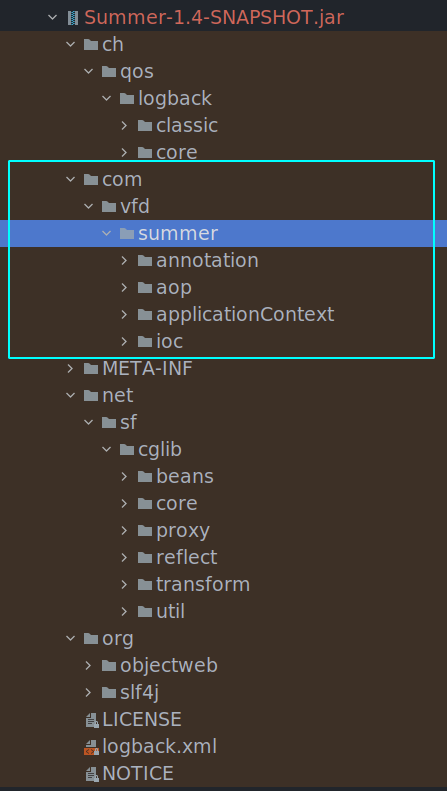 Summer-1.4-SNAPSHOT.jar
ch
qos
logback
classic
core
com
vfd
summer
annotation
aop
applicationContext
ioc
META-INF
net
sf
cglib
beans
core
proxy
reflect
transform
util
org
objectweb
slf4j
LICENSE
logback.xml
NOTICE